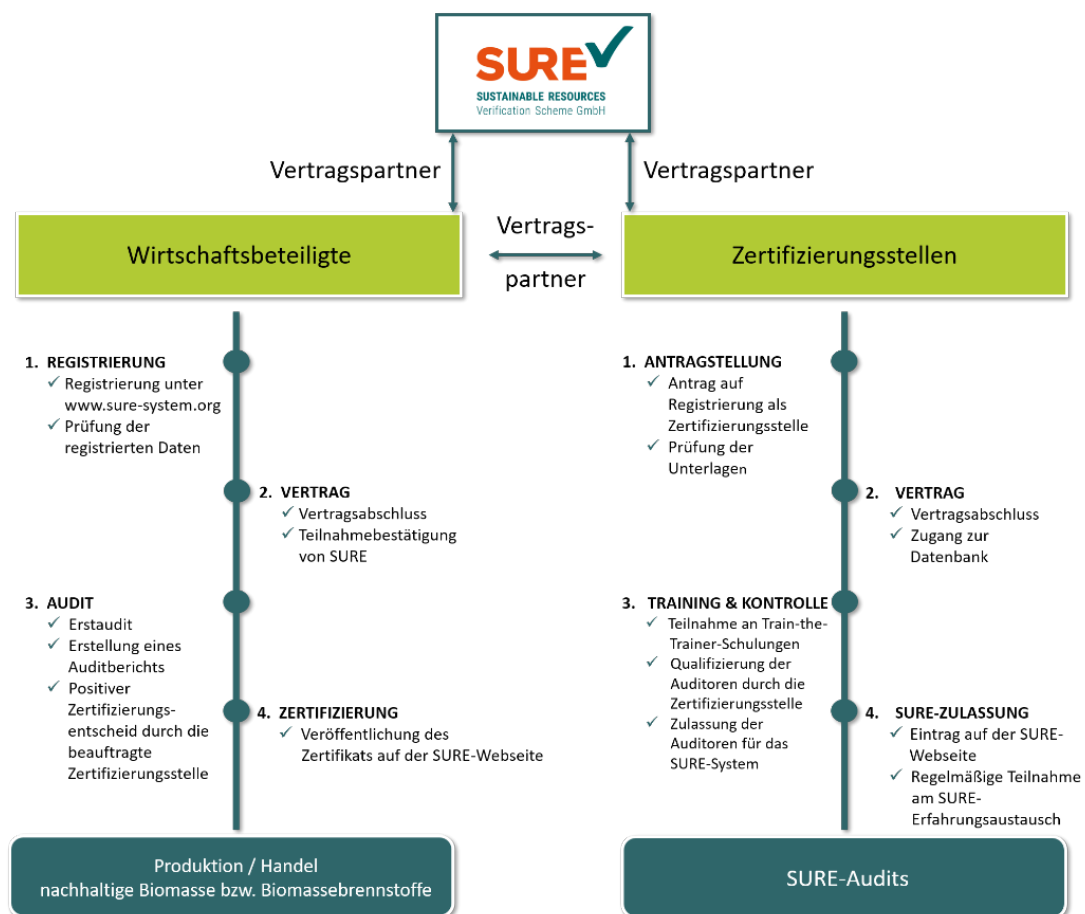 SURE
SUSTAINABLE RESOURCES
Verification Scheme GmbH
Vertragspartner
Vertragspartner
Wirtschaftsbeteiligte
Vertrags-
partner
Zertifizierungsstellen
1. REGISTRIERUNG
✓ Registrierung unter
www.sure-system.org
✓ Prüfung der
registrierten Daten
2. VERTRAG
✓ Vertragsabschluss
✓ Teilnahmebestätigung
von SURE
3. AUDIT
✓ Erstaudit
✓ Erstellung eines
Auditberichts
✓ Positiver
Zertifizierungs-
entscheid durch die
beauftragte
Zertifizierungsstelle
4. ZERTIFIZIERUNG
✓ Veröffentlichung des
Zertifikats auf der SURE-Webseite
Produktion / Handel
nachhaltige Biomasse bzw. Biomassebrennstoffe
1. ANTRAGSTELLUNG
✓ Antrag auf
Registrierung als
Zertifizierungsstelle
✓ Prüfung der
Unterlagen
2. VERTRAG
✓ Vertragsabschluss
✓ Zugang zur
Datenbank
3. TRAINING & KONTROLLE
✓ Teilnahme an Train-the-
Trainer-Schulungen
✓ Qualifizierung der
Auditoren durch die
Zertifizierungsstelle
✓ Zulassung der
Auditoren für das
SURE-System
4. SURE-ZULASSUNG
✓ Eintrag auf der SURE-
Webseite
✓ Regelmäßige Teilnahme
am SURE-
Erfahrungsaustausch
SURE-Audits